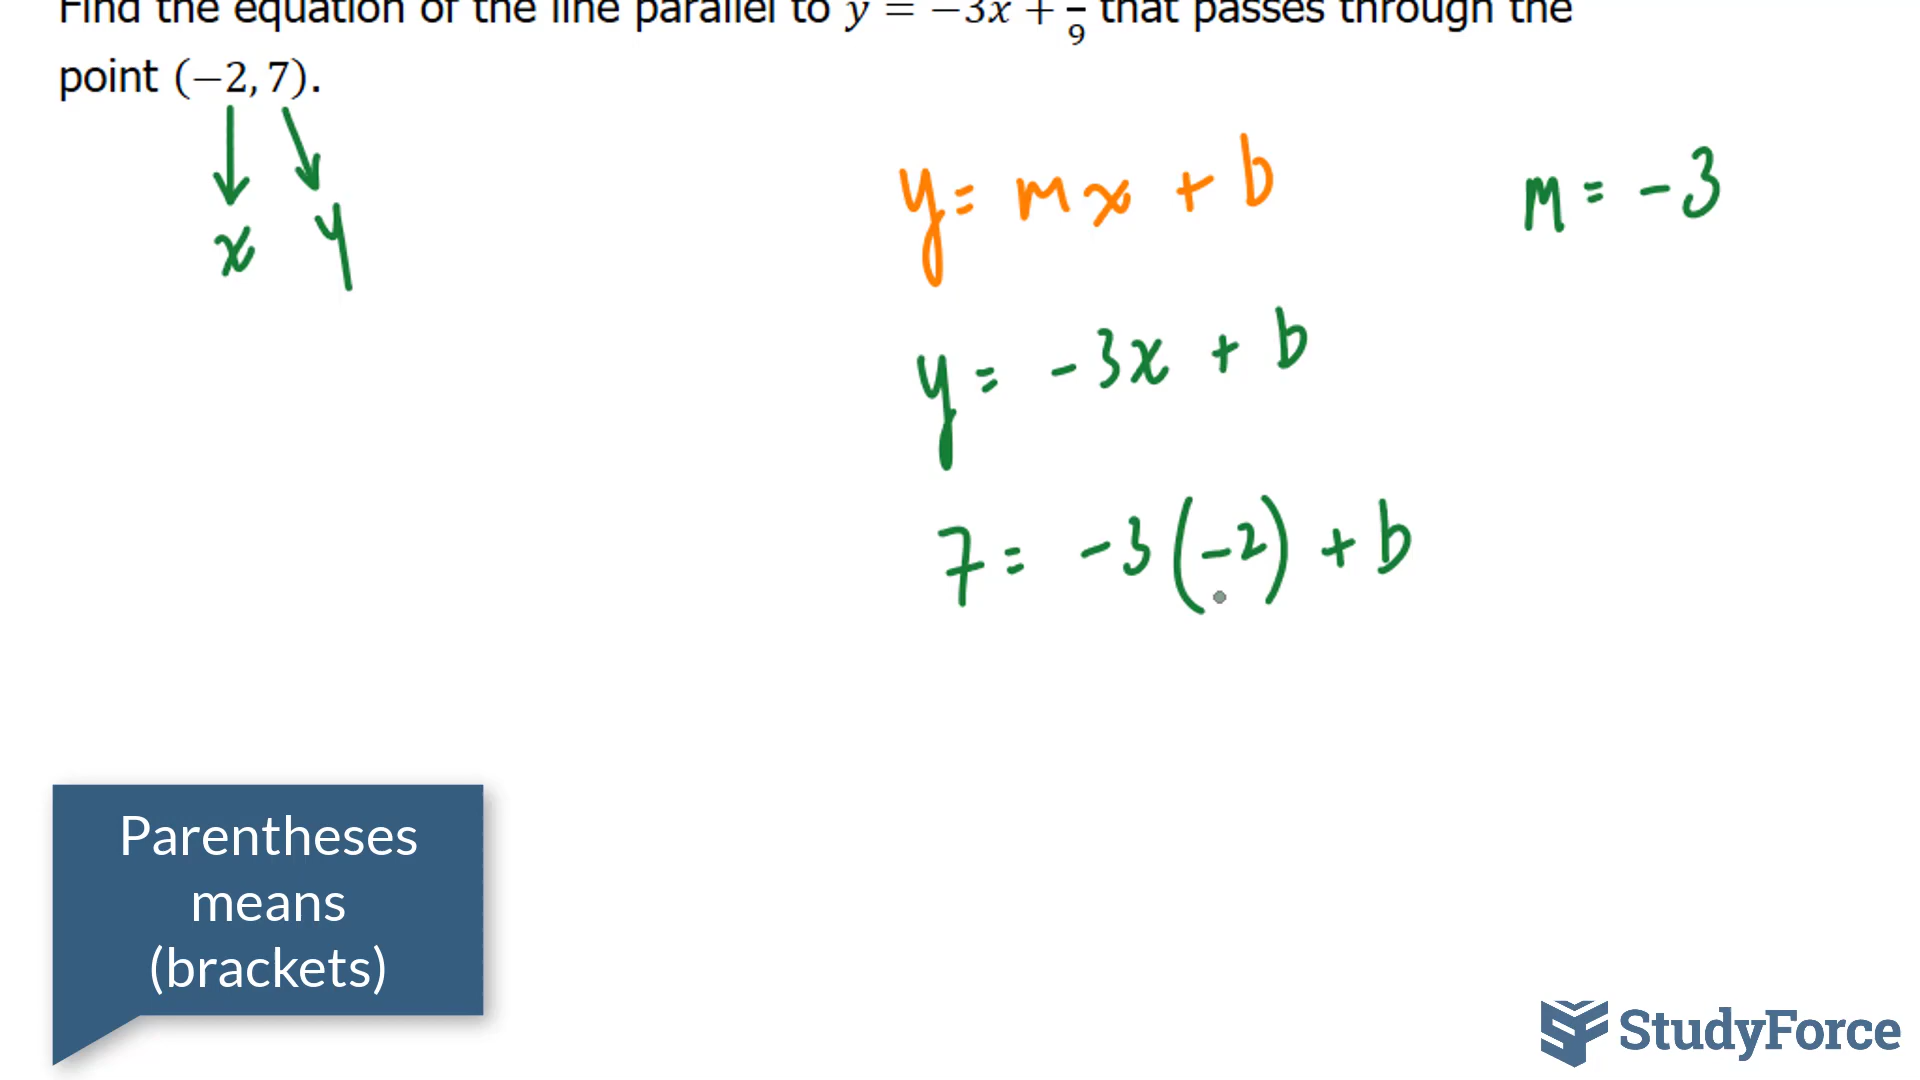 Find the equation of the line parallel to y = −3x + –/9 that passes through the
point (−2, 7).
x y
y = mx + b
m = -3
y = -3x + b
7 = -3(-2) + b
Parentheses
means
(brackets)
StudyForce